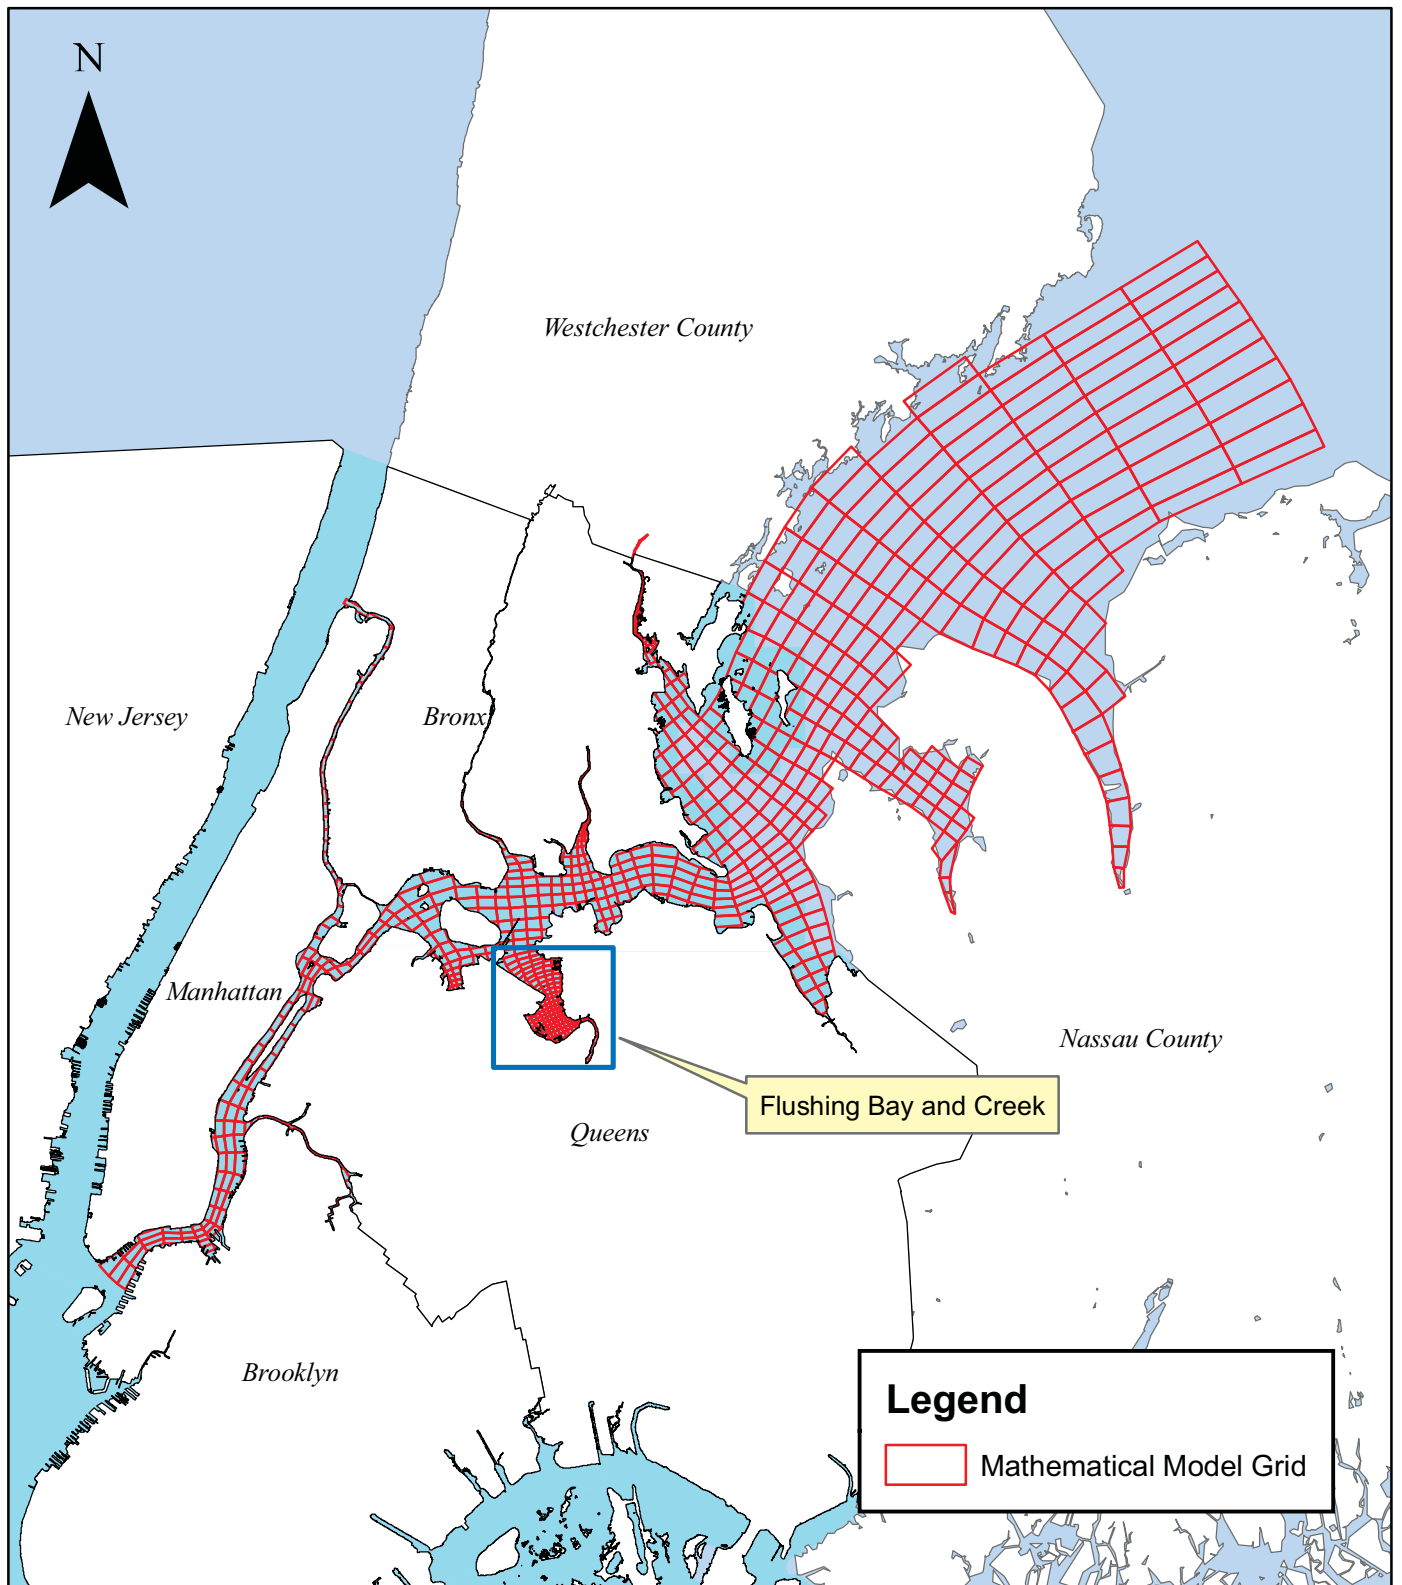 N
Westchester County
New Jersey
Bronx
Manhattan
Nassau County
Flushing Bay and Creek
Queens
Brooklyn
Legend
Mathematical Model Grid